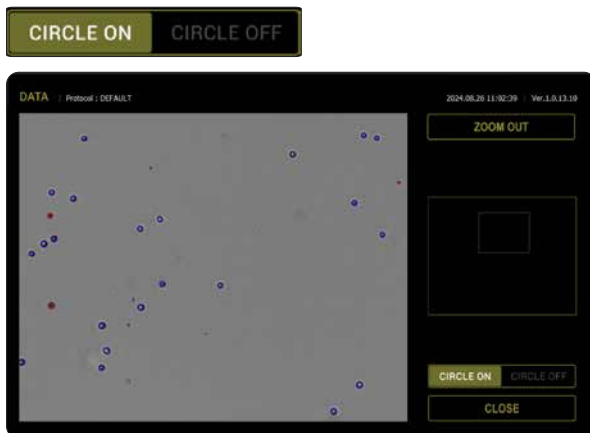 CIRCLE ON CIRCLE OFF
DATA | Protocol : DEFAULT 2024.08.26 11:02:39 | Ver.1.0.13.10
ZOOM OUT
CIRCLE ON CIRCLE OFF
CLOSE